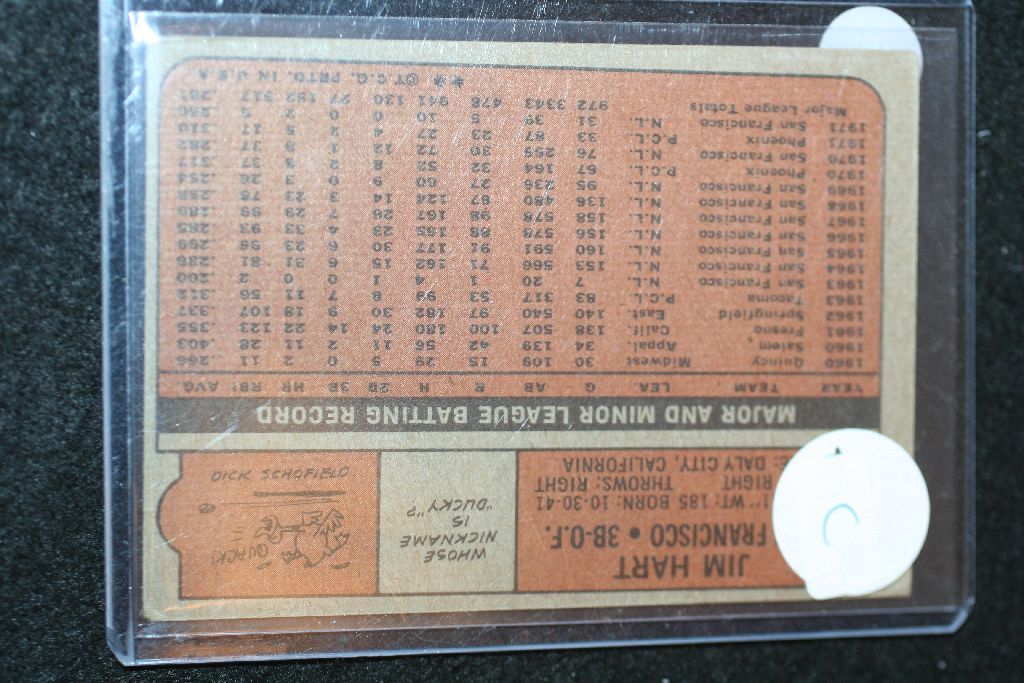 JIM HART
FRANCISCO • 3B-O.F.
WT: 185 BORN: 10-30-41
RIGHT THROWS: RIGHT
DALY CITY, CALIFORNIA
WHOSE
NICKNAME
IS
"DUCKY"?
QUACK!
DICK SCHOFIELD
MAJOR AND MINOR LEAGUE BATTING RECORD
YEAR TEAM LEA. G AB R H 2B 3B HR RBI AVG.
1960 Quincy Midwest 30 109 15 29 5 0 2 11 .266
1960 Salem Appal. 34 139 42 56 11 2 11 28 .403
1961 Fresno Calif. 138 507 100 180 24 14 22 123 .355
1962 Springfield East. 140 540 97 182 30 9 18 107 .337
1963 Tacoma P.C.L. 83 317 53 99 8 7 11 56 .312
1963 San Francisco N.L. 7 20 1 4 1 0 0 2 .200
1964 San Francisco N.L. 153 566 71 162 15 6 31 81 .286
1965 San Francisco N.L. 160 591 91 177 30 6 23 96 .299
1966 San Francisco N.L. 156 578 88 165 23 4 33 93 .285
1967 San Francisco N.L. 158 578 98 167 26 7 29 99 .289
1968 San Francisco N.L. 136 480 67 124 14 3 23 78 .258
1969 San Francisco N.L. 95 236 27 60 9 0 3 26 .254
1970 Phoenix P.C.L. 57 164 32 52 8 2 8 37 .317
1970 San Francisco N.L. 76 255 30 72 12 1 8 37 .282
1971 Phoenix P.C.L. 33 87 23 27 4 2 5 17 .310
1971 San Francisco N.L. 31 39 5 10 0 0 2 5 .256
Major League Totals 972 3343 478 941 130 27 152 517 .281
** © T.C.G. PRTD. IN U.S.A.
C